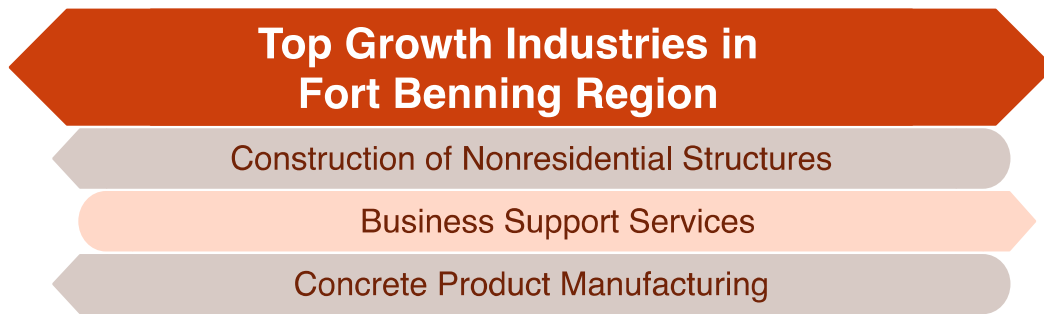 Top Growth Industries in
Fort Benning Region
Construction of Nonresidential Structures
Business Support Services
Concrete Product Manufacturing